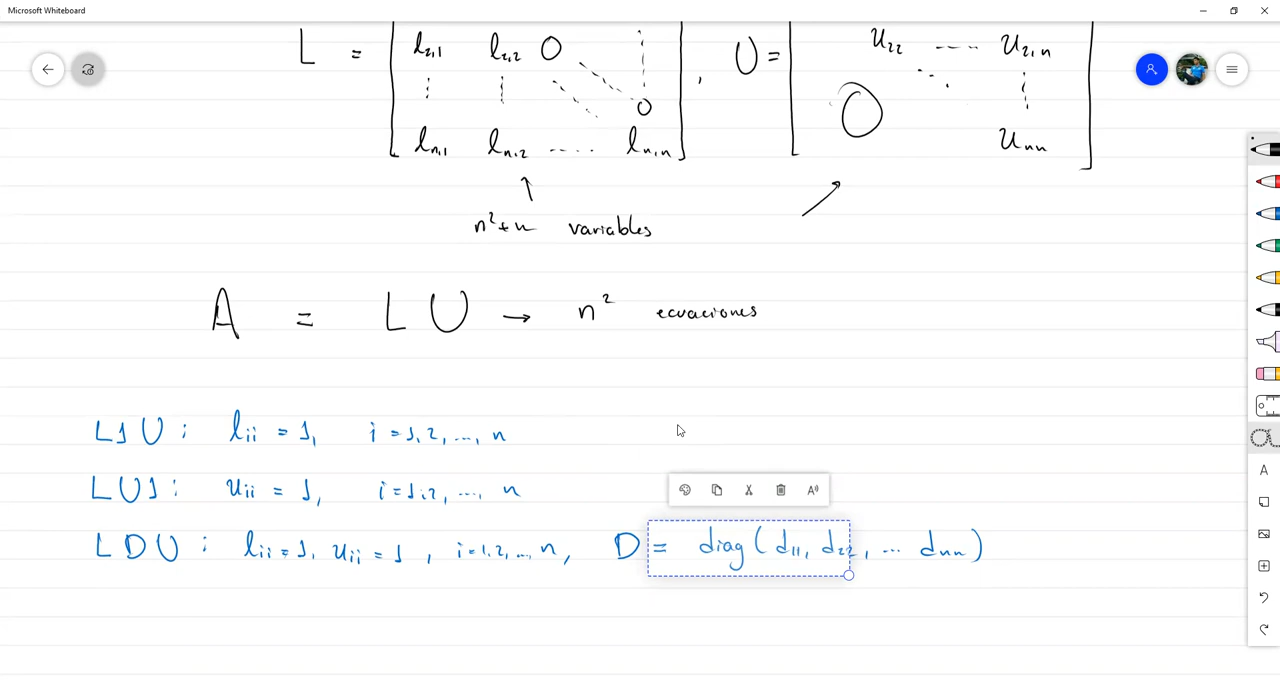 Microsoft Whiteboard
L = [ l2,1 l2,2 0
ln,1 ln,2 .... ln,n ] , U = [ u22 ---- u2,n
0 0 unn ]
n²+n variables
A = L U → n² ecuaciones
L1U : lii = 1, i = 1,2, ..., n
LU1 : uii = 1, i = 1,2, ..., n
LDU : lii = 1, uii = 1, i = 1,2, ..., n, D = diag( d11, d22, ... dnn)